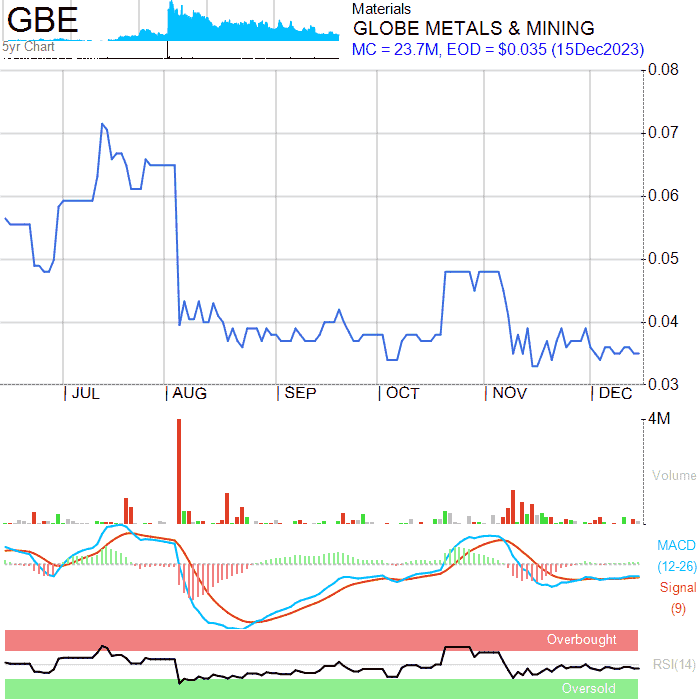 GBE
5yr Chart
Materials
GLOBE METALS & MINING
MC = 23.7M, EOD = $0.035 (15Dec2023)
0.08
0.07
0.06
0.05
0.04
0.03
JUL AUG SEP OCT NOV DEC
4M
Volume
MACD
(12-26)
Signal
(9)
Overbought
RSI(14)
Oversold